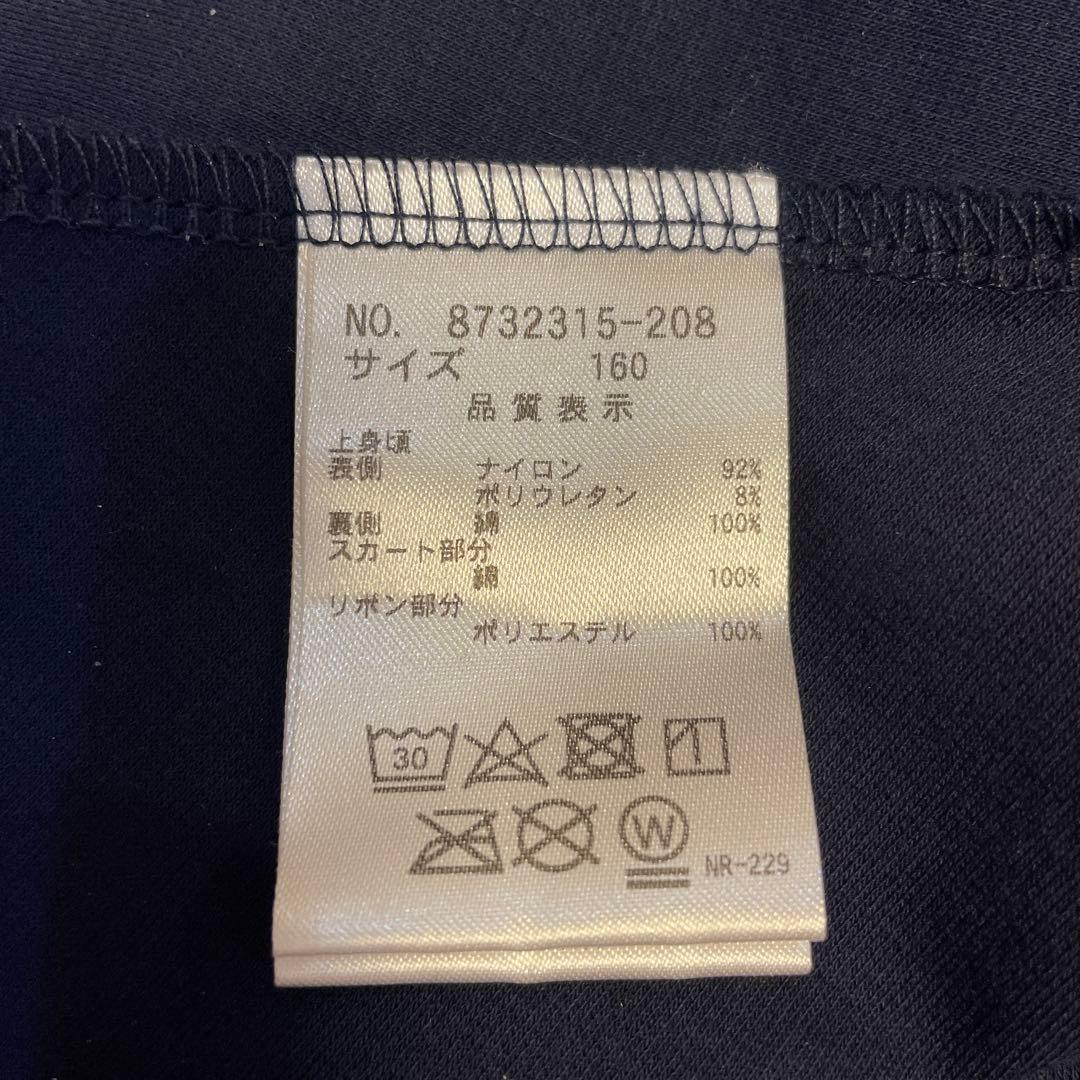 NO. 8732315-208
サイズ 160
品質表示
上身頃
表側 ナイロン 92%
ポリウレタン 8%
裏側 綿 100%
スカート部分
綿 100%
リボン部分
ポリエステル 100%
30
W
NR-229